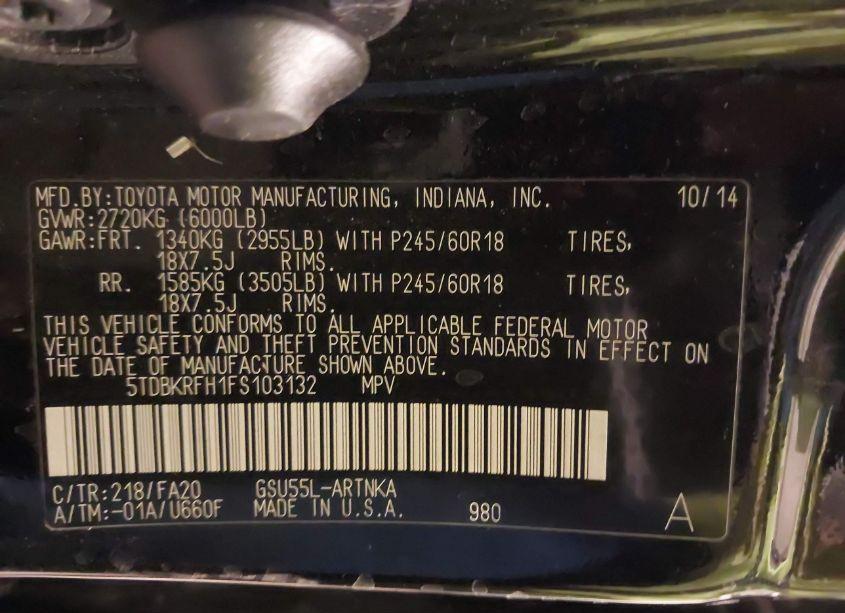 MFD.BY:TOYOTA MOTOR MANUFACTURING, INDIANA, INC. 10/14
GVWR:2720KG (6000LB)
GAWR:FRT. 1340KG (2955LB) WITH P245/60R18 TIRES,
18X7.5J RIMS.
RR. 1585KG (3505LB) WITH P245/60R18 TIRES,
18X7.5J RIMS.
THIS VEHICLE CONFORMS TO ALL APPLICABLE FEDERAL MOTOR
VEHICLE SAFETY AND THEFT PREVENTION STANDARDS IN EFFECT ON
THE DATE OF MANUFACTURE SHOWN ABOVE.
5TDBKRFH1FS103132 MPV
C/TR:218/FA20 GSU55L-ARTNKA
A/TM:-01A/U660F MADE IN U.S.A. 980 A